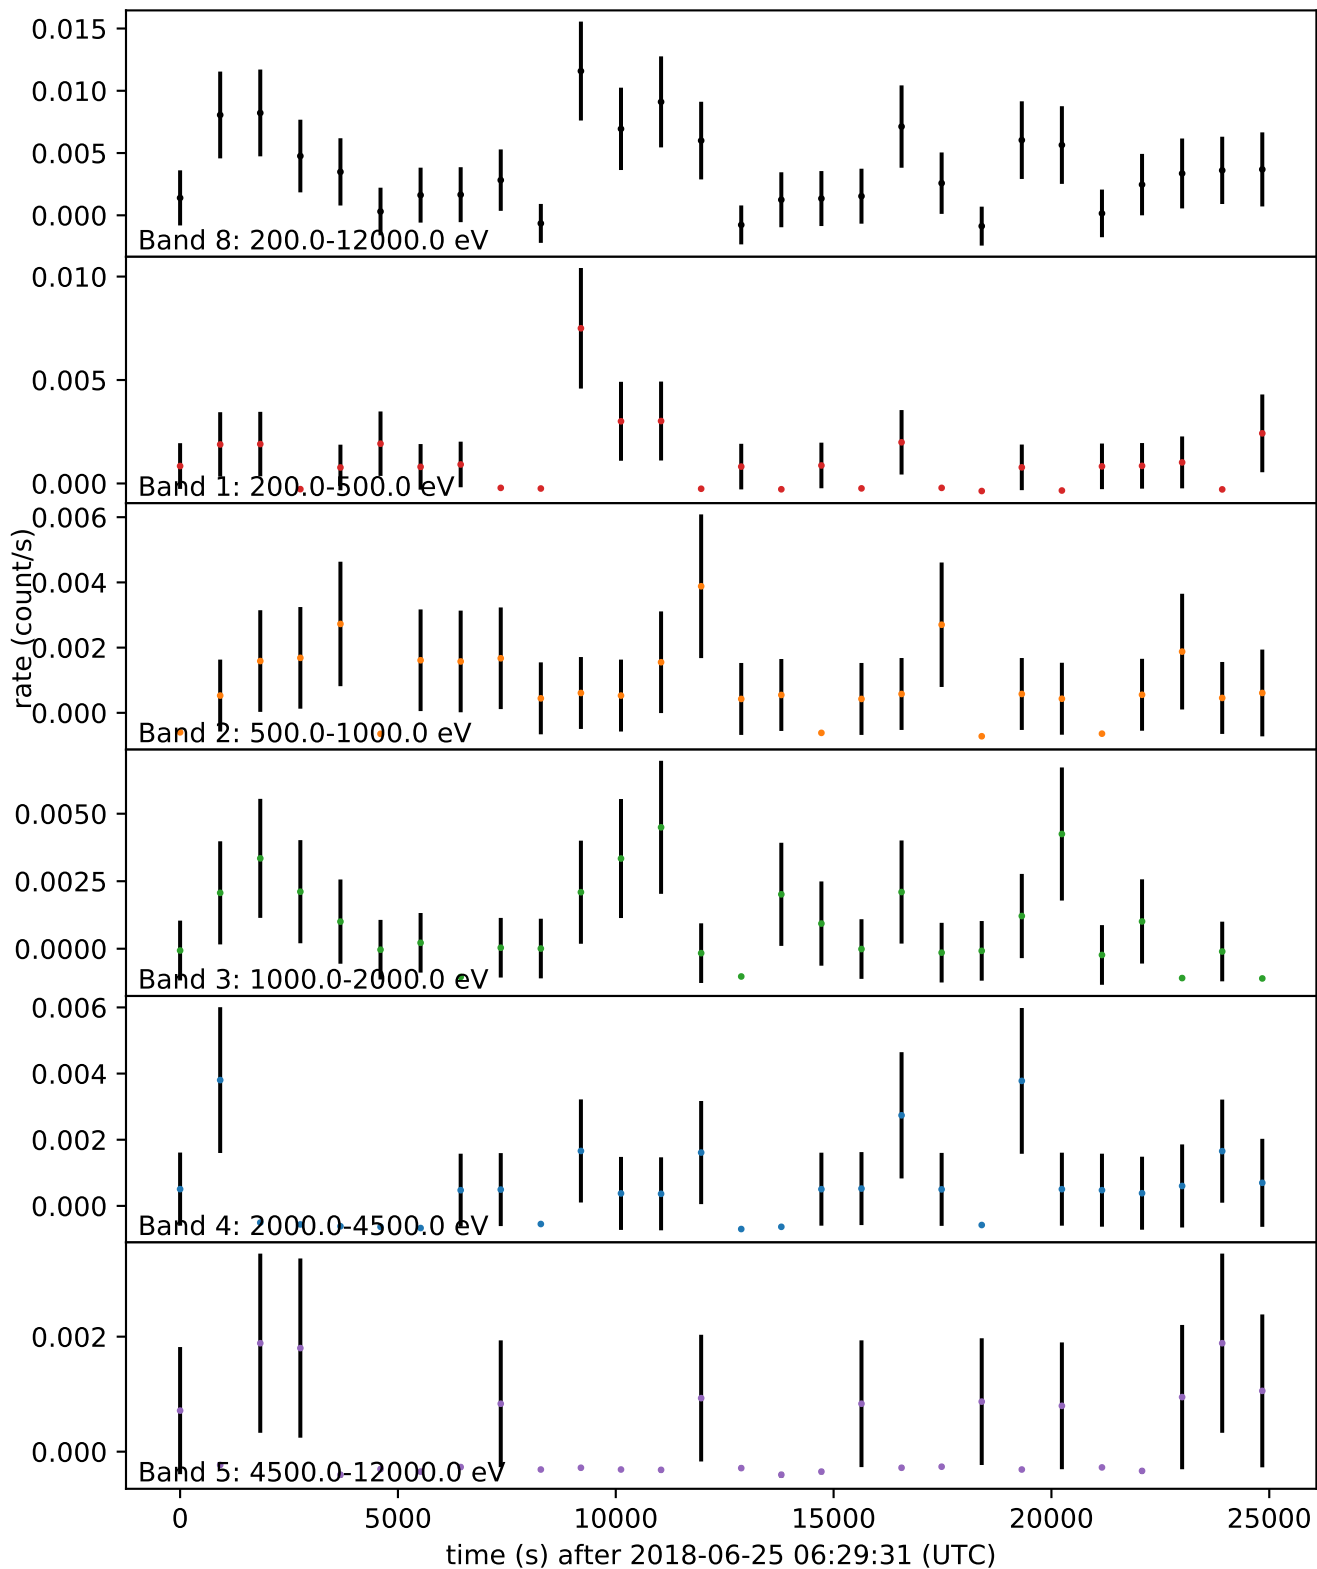 0.015
0.010
0.005
0.000
Band 8: 200.0-12000.0 eV
0.010
0.005
0.000
Band 1: 200.0-500.0 eV
rate (count/s)
0.006
0.004
0.002
0.000
Band 2: 500.0-1000.0 eV
0.0050
0.0025
0.0000
Band 3: 1000.0-2000.0 eV
0.006
0.004
0.002
0.000
Band 4: 2000.0-4500.0 eV
0.002
0.000
Band 5: 4500.0-12000.0 eV
0 5000 10000 15000 20000 25000
time (s) after 2018-06-25 06:29:31 (UTC)